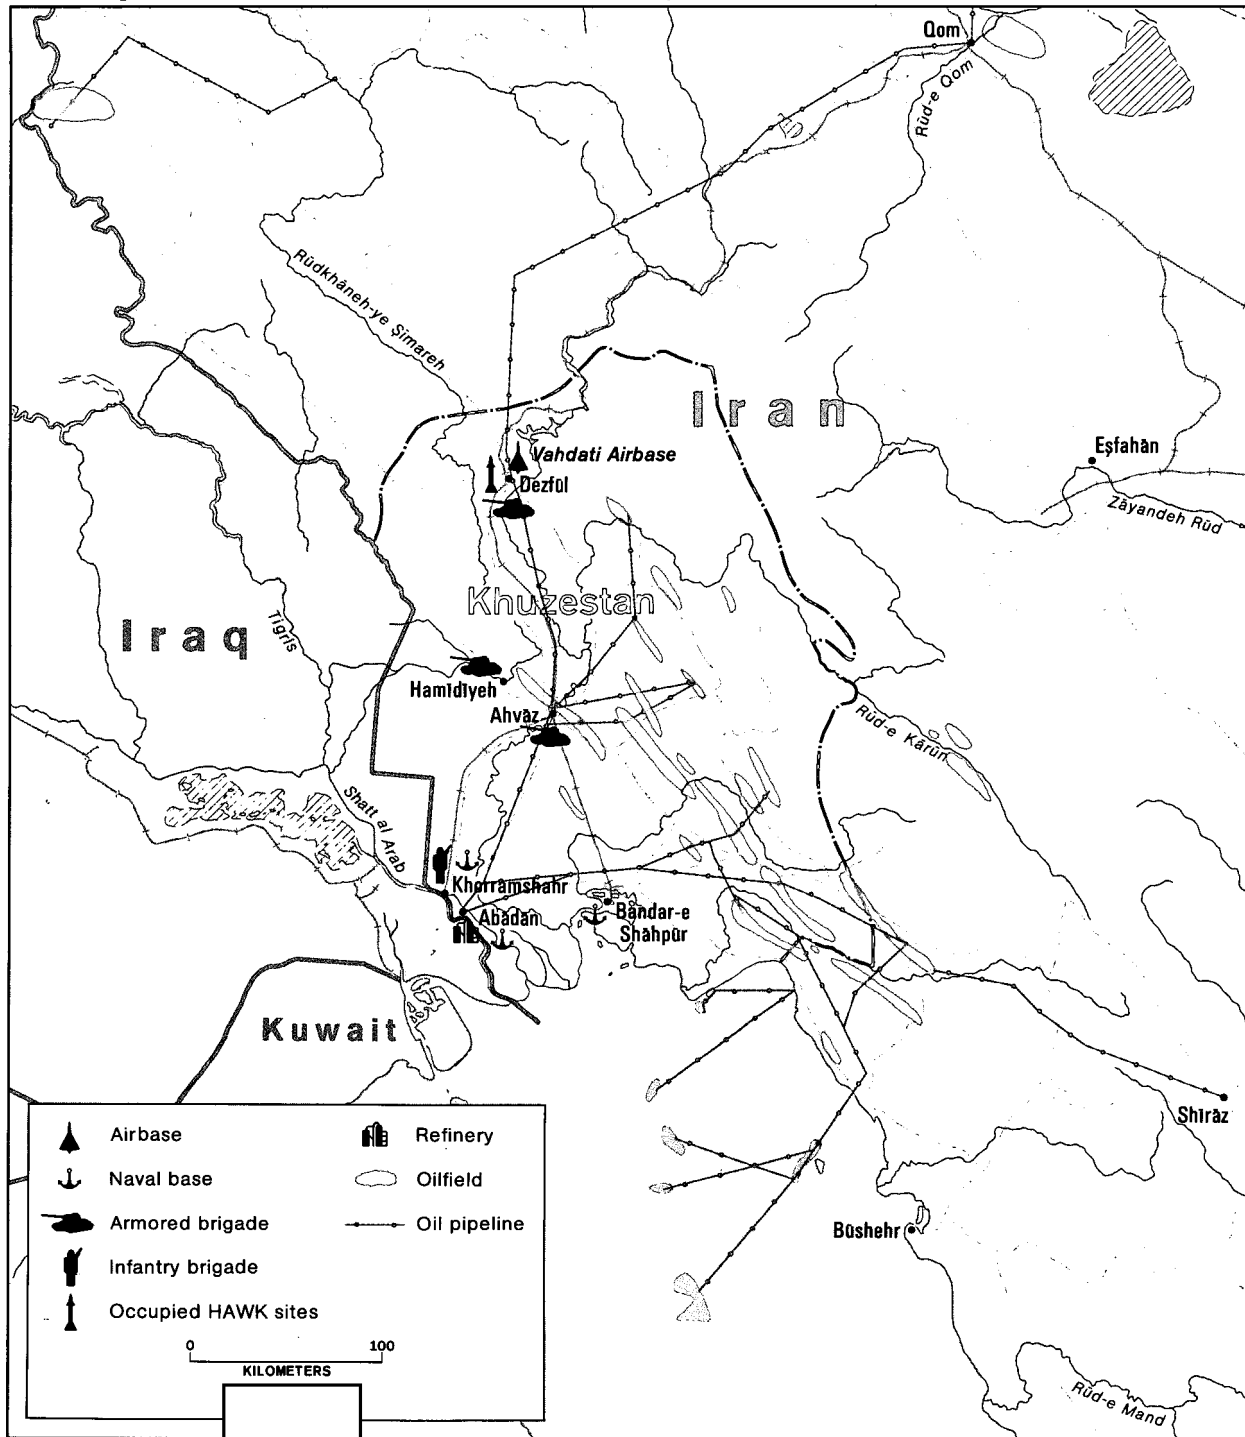 Qom
Rūd-e Qom
Rūdkhāneh-ye Şīmareh
Iran
Vahdati Airbase
Dezfūl
Eşfahān
Zāyandeh Rūd
Khuzestan
Iraq
Tigris
Hamīdīyeh
Ahvāz
Rūd-e Kārūn
Shatt al Arab
Khorramshahr
Ābādān
Bandar-e
Shāhpūr
Kuwait
Shīrāz
Būshehr
Rūd-e Mand
Airbase
Refinery
Naval base
Oilfield
Armored brigade
Oil pipeline
Infantry brigade
Occupied HAWK sites
0 100
KILOMETERS